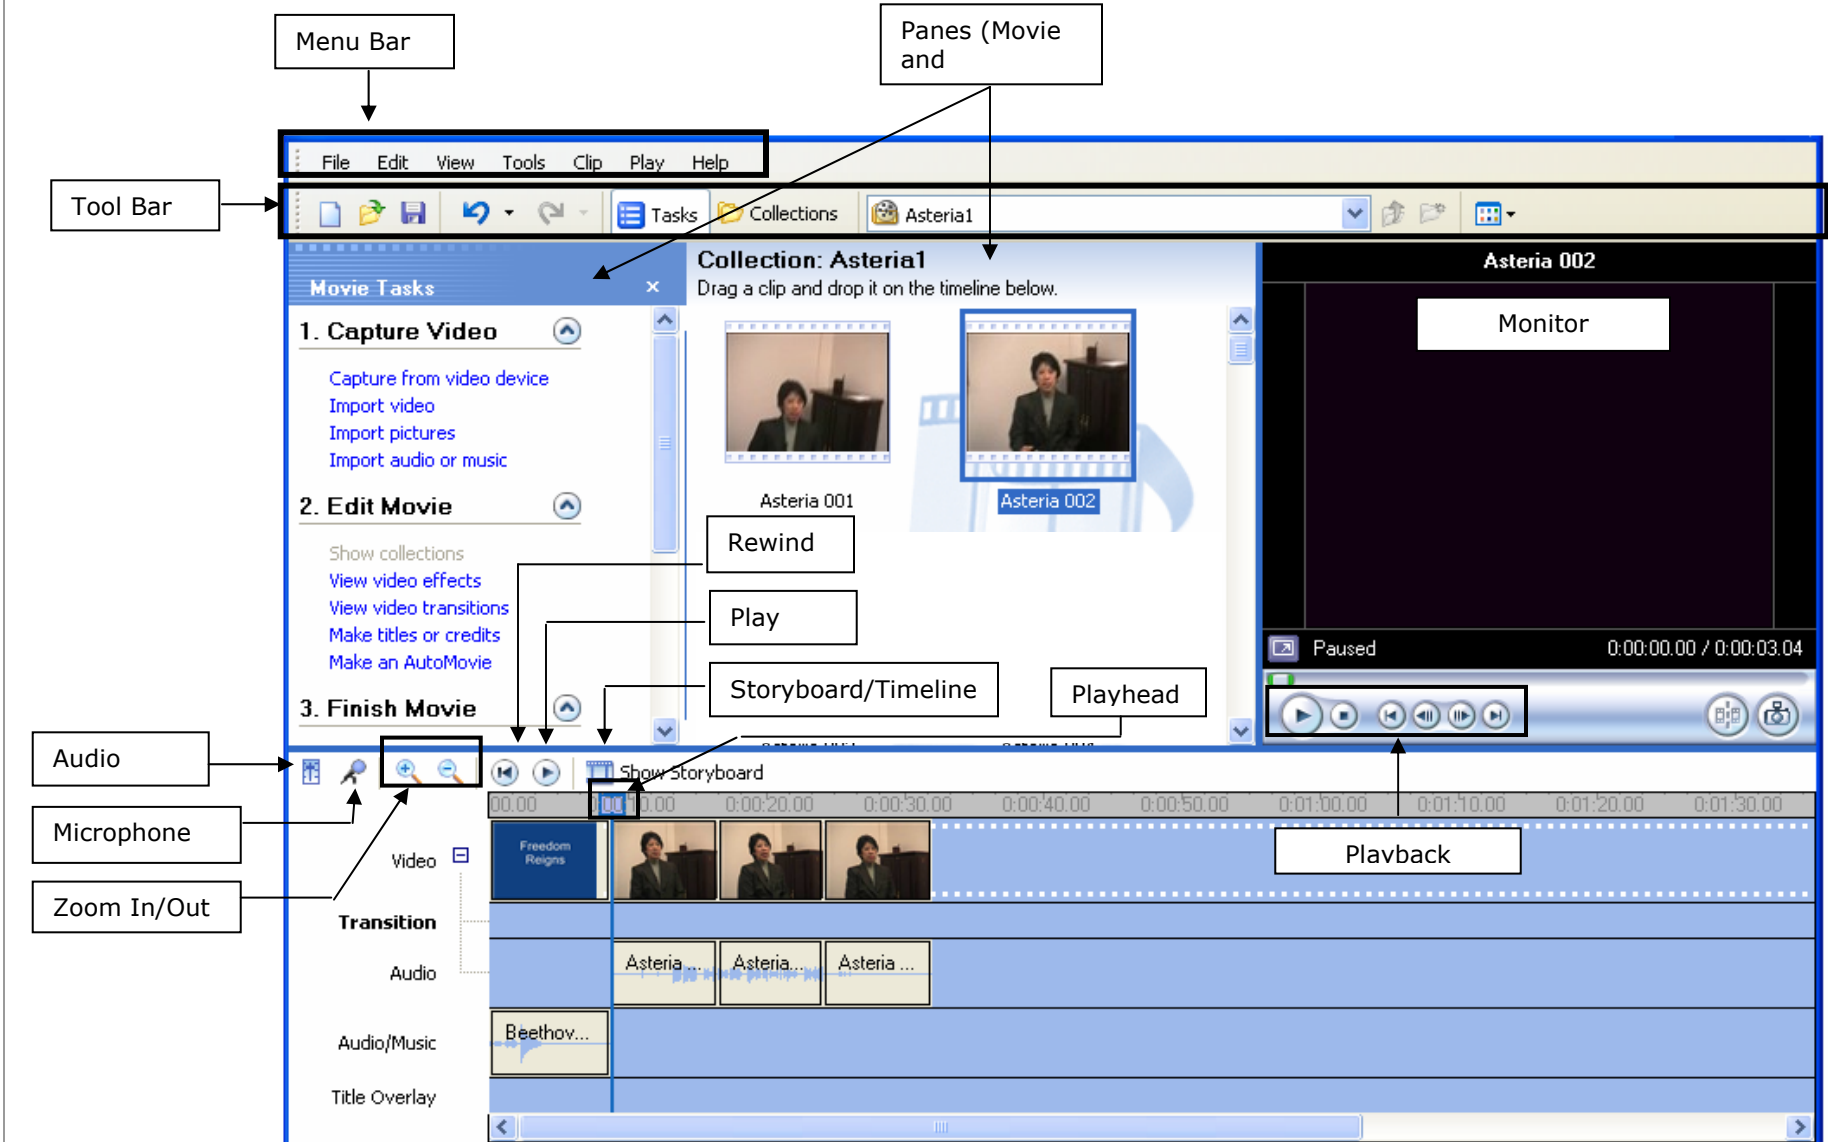 Menu Bar
Panes (Movie
and
File Edit View Tools Clip Play Help
Tool Bar
Tasks Collections Asteria1
Movie Tasks
Collection: Asteria1
Drag a clip and drop it on the timeline below.
Asteria 002
Monitor
1. Capture Video
Capture from video device
Import video
Import pictures
Import audio or music
2. Edit Movie
Show collections
View video effects
View video transitions
Make titles or credits
Make an AutoMovie
3. Finish Movie
Asteria 001
Asteria 002
Rewind
Play
Storyboard/Timeline
Playhead
Paused
0:00:00.00 / 0:00:03.04
Audio
Microphone
Zoom In/Out
Show Storyboard
00.00 0:00:10.00 0:00:20.00 0:00:30.00 0:00:40.00 0:00:50.00 0:01:00.00 0:01:10.00 0:01:20.00 0:01:30.00
Playback
Video
Freedom
Reigns
Transition
Audio
Asteria ... Asteria... Asteria ...
Audio/Music
Beethov...
Title Overlay